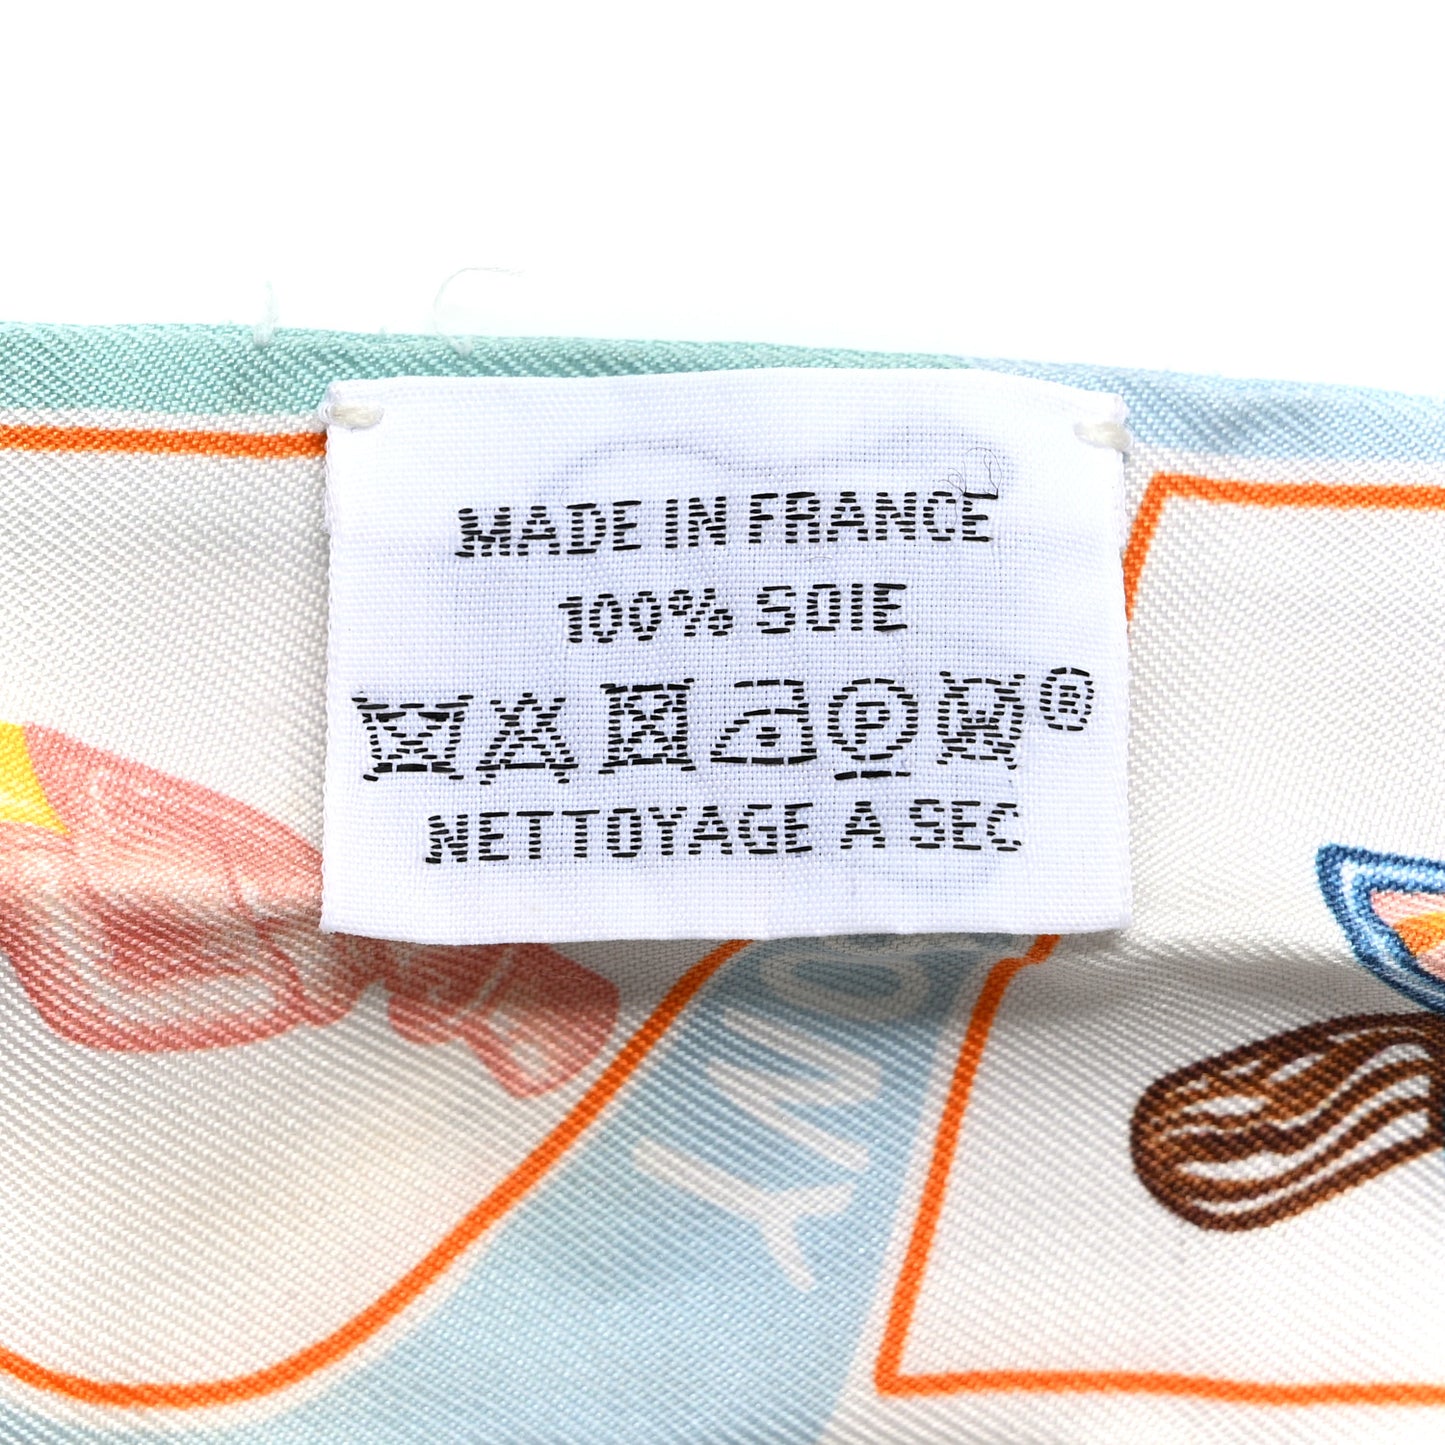 MADE IN FRANCE
100% SOIE
P W ®
NETTOYAGE A SEC